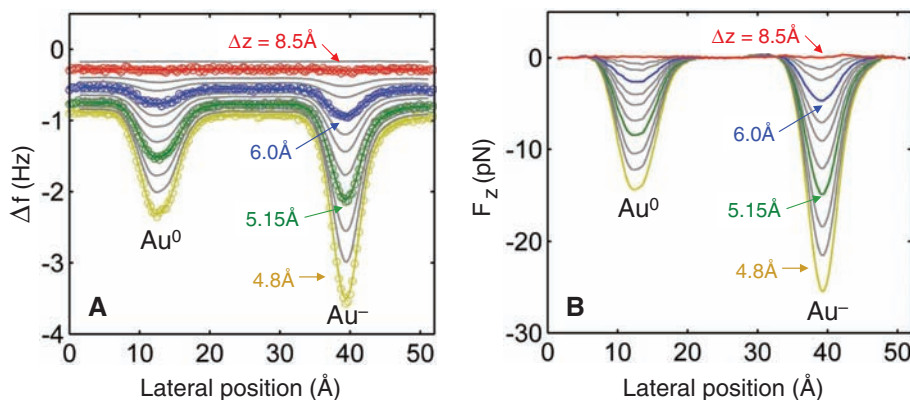 Δz = 8.5Å
0
-1
-2
-3
-4
Δf (Hz)
6.0Å
5.15Å
4.8Å
Au⁰
Au⁻
A
0 10 20 30 40 50
Lateral position (Å)
Δz = 8.5Å
0
-10
-20
-30
F_z (pN)
6.0Å
5.15Å
4.8Å
Au⁰
Au⁻
B
0 10 20 30 40 50
Lateral position (Å)